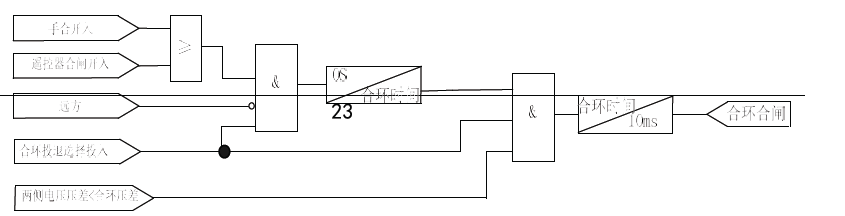 手合开入
≥
遥控器合闸开入
&
0S
合环时间
远方
23
&
合环时间
10ms
合环合闸
合环投退选择投入
两侧电压压差<合环压差